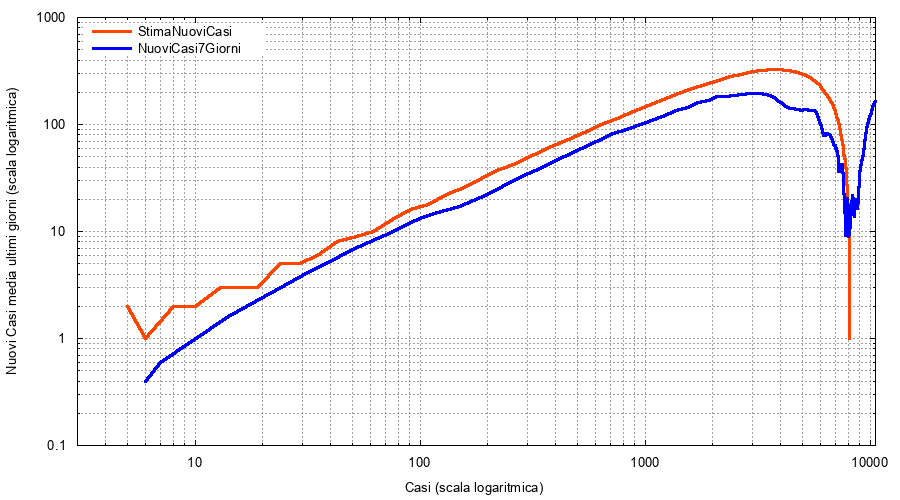 1000
StimaNuoviCasi
NuoviCasi7Giorni
100
10
1
0.1
Nuovi Casi media ultimi giorni (scala logaritmica)
10 100 1000 10000
Casi (scala logaritmica)